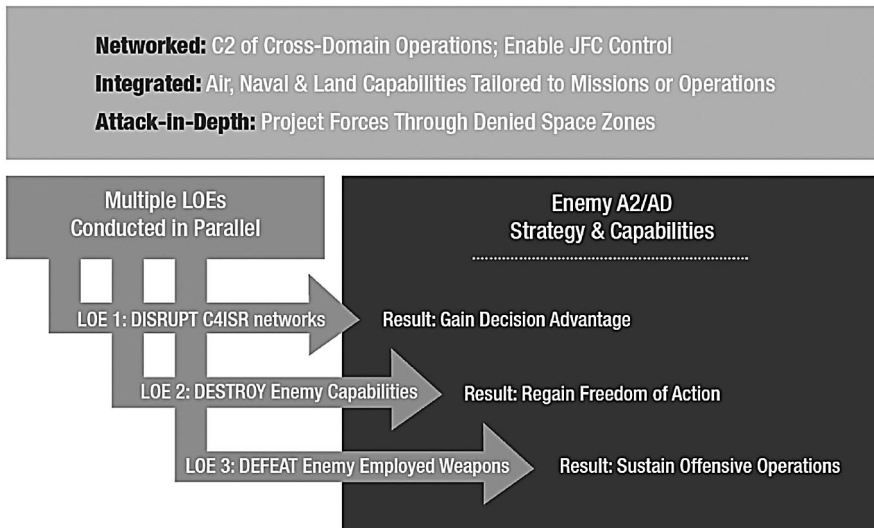 Networked: C2 of Cross-Domain Operations; Enable JFC Control
Integrated: Air, Naval & Land Capabilities Tailored to Missions or Operations
Attack-in-Depth: Project Forces Through Denied Space Zones
Multiple LOEs
Conducted in Parallel
Enemy A2/AD
Strategy & Capabilities
LOE 1: DISRUPT C4ISR networks
Result: Gain Decision Advantage
LOE 2: DESTROY Enemy Capabilities
Result: Regain Freedom of Action
LOE 3: DEFEAT Enemy Employed Weapons
Result: Sustain Offensive Operations